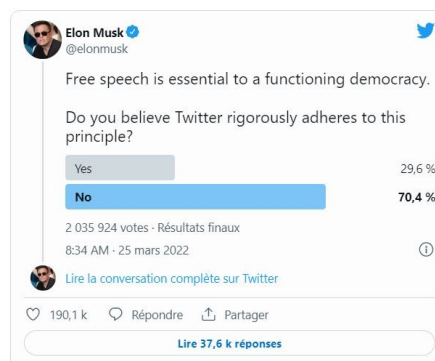 Elon Musk
@elonmusk
Free speech is essential to a functioning democracy.
Do you believe Twitter rigorously adheres to this
principle?
Yes 29,6 %
No 70,4 %
2 035 924 votes · Résultats finaux
8:34 AM · 25 mars 2022
Lire la conversation complète sur Twitter
190,1 k Répondre Partager
Lire 37,6 k réponses